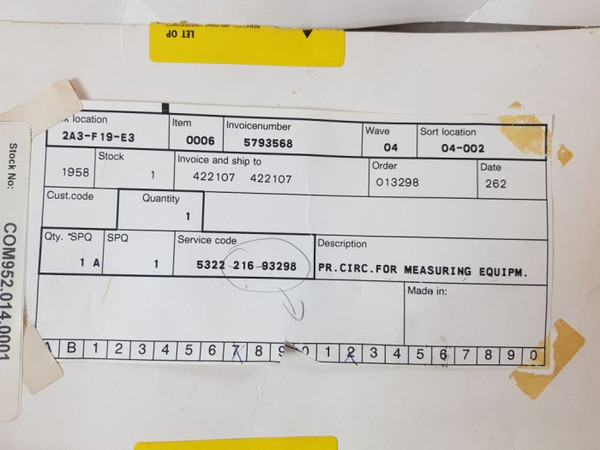 LET OP
location Item Invoicenumber Wave Sort location
2A3-F19-E3 0006 5793568 04 04-002
Stock Invoice and ship to Order Date
1958 1 422107 422107 013298 262
Cust.code Quantity
1
Qty. *SPQ SPQ Service code Description
1 A 1 5322 216 93298 PR.CIRC.FOR MEASURING EQUIPM.
Made in:
B 1 2 3 4 5 6 7 8 9 0 1 2 3 4 5 6 7 8 9 0
Stock No:
COM952.014.0001